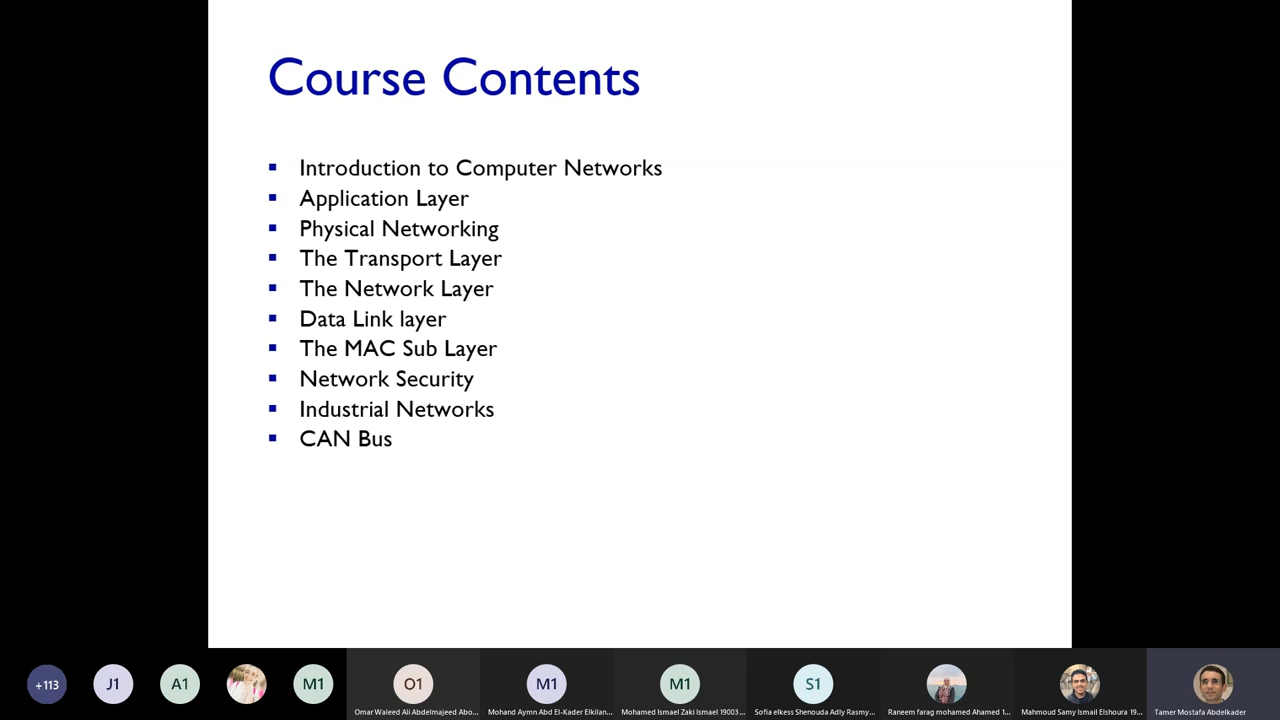 Course Contents
Introduction to Computer Networks
Application Layer
Physical Networking
The Transport Layer
The Network Layer
Data Link layer
The MAC Sub Layer
Network Security
Industrial Networks
CAN Bus
+113
J1
A1
M1
O1
M1
M1
S1
Omar Waleed Ali Abdelmajeed Abo...
Mohand Aymn Abd El-Kader Elkilan...
Mohamed Ismael Zaki Ismael 19003...
Sofia elkess Shenouda Adly Rasmy...
Raneem farag mohamed Ahamed 1...
Mahmoud Samy Ismail Elshoura 19...
Tamer Mostafa Abdelkader